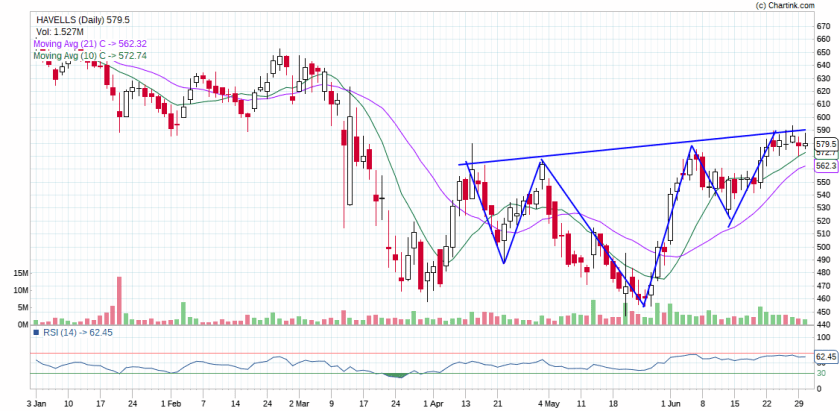 (c) Chartink.com
HAVELLS (Daily) 579.5
Vol: 1.527M
Moving Avg (21) C -> 562.32
Moving Avg (10) C -> 572.74
670
660
650
640
630
620
610
600
590
579.5
572.7
562.3
550
540
530
520
510
500
490
480
470
460
450
440
15M
10M
5M
0M
RSI (14) -> 62.45
100
62.45
30
0
3 Jan 10 17 24 1 Feb 7 14 24 2 Mar 9 17 24 1 Apr 13 21 28 4 May 11 18 1 Jun 8 15 22 29